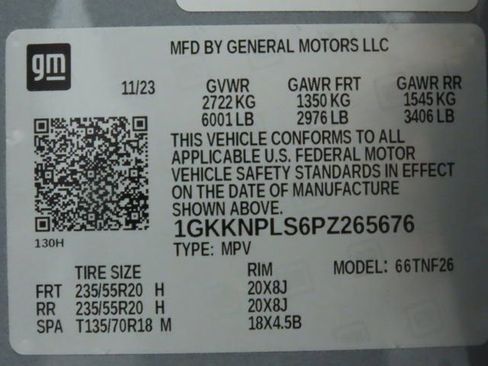 gm
MFD BY GENERAL MOTORS LLC
11/23 GVWR GAWR FRT GAWR RR
2722 KG 1350 KG 1545 KG
6001 LB 2976 LB 3406 LB
THIS VEHICLE CONFORMS TO ALL
APPLICABLE U.S. FEDERAL MOTOR
VEHICLE SAFETY STANDARDS IN EFFECT
ON THE DATE OF MANUFACTURE
SHOWN ABOVE.
1GKKNPLS6PZ265676
130H
TYPE: MPV
TIRE SIZE RIM MODEL: 66TNF26
FRT 235/55R20 H 20X8J
RR 235/55R20 H 20X8J
SPA T135/70R18 M 18X4.5B